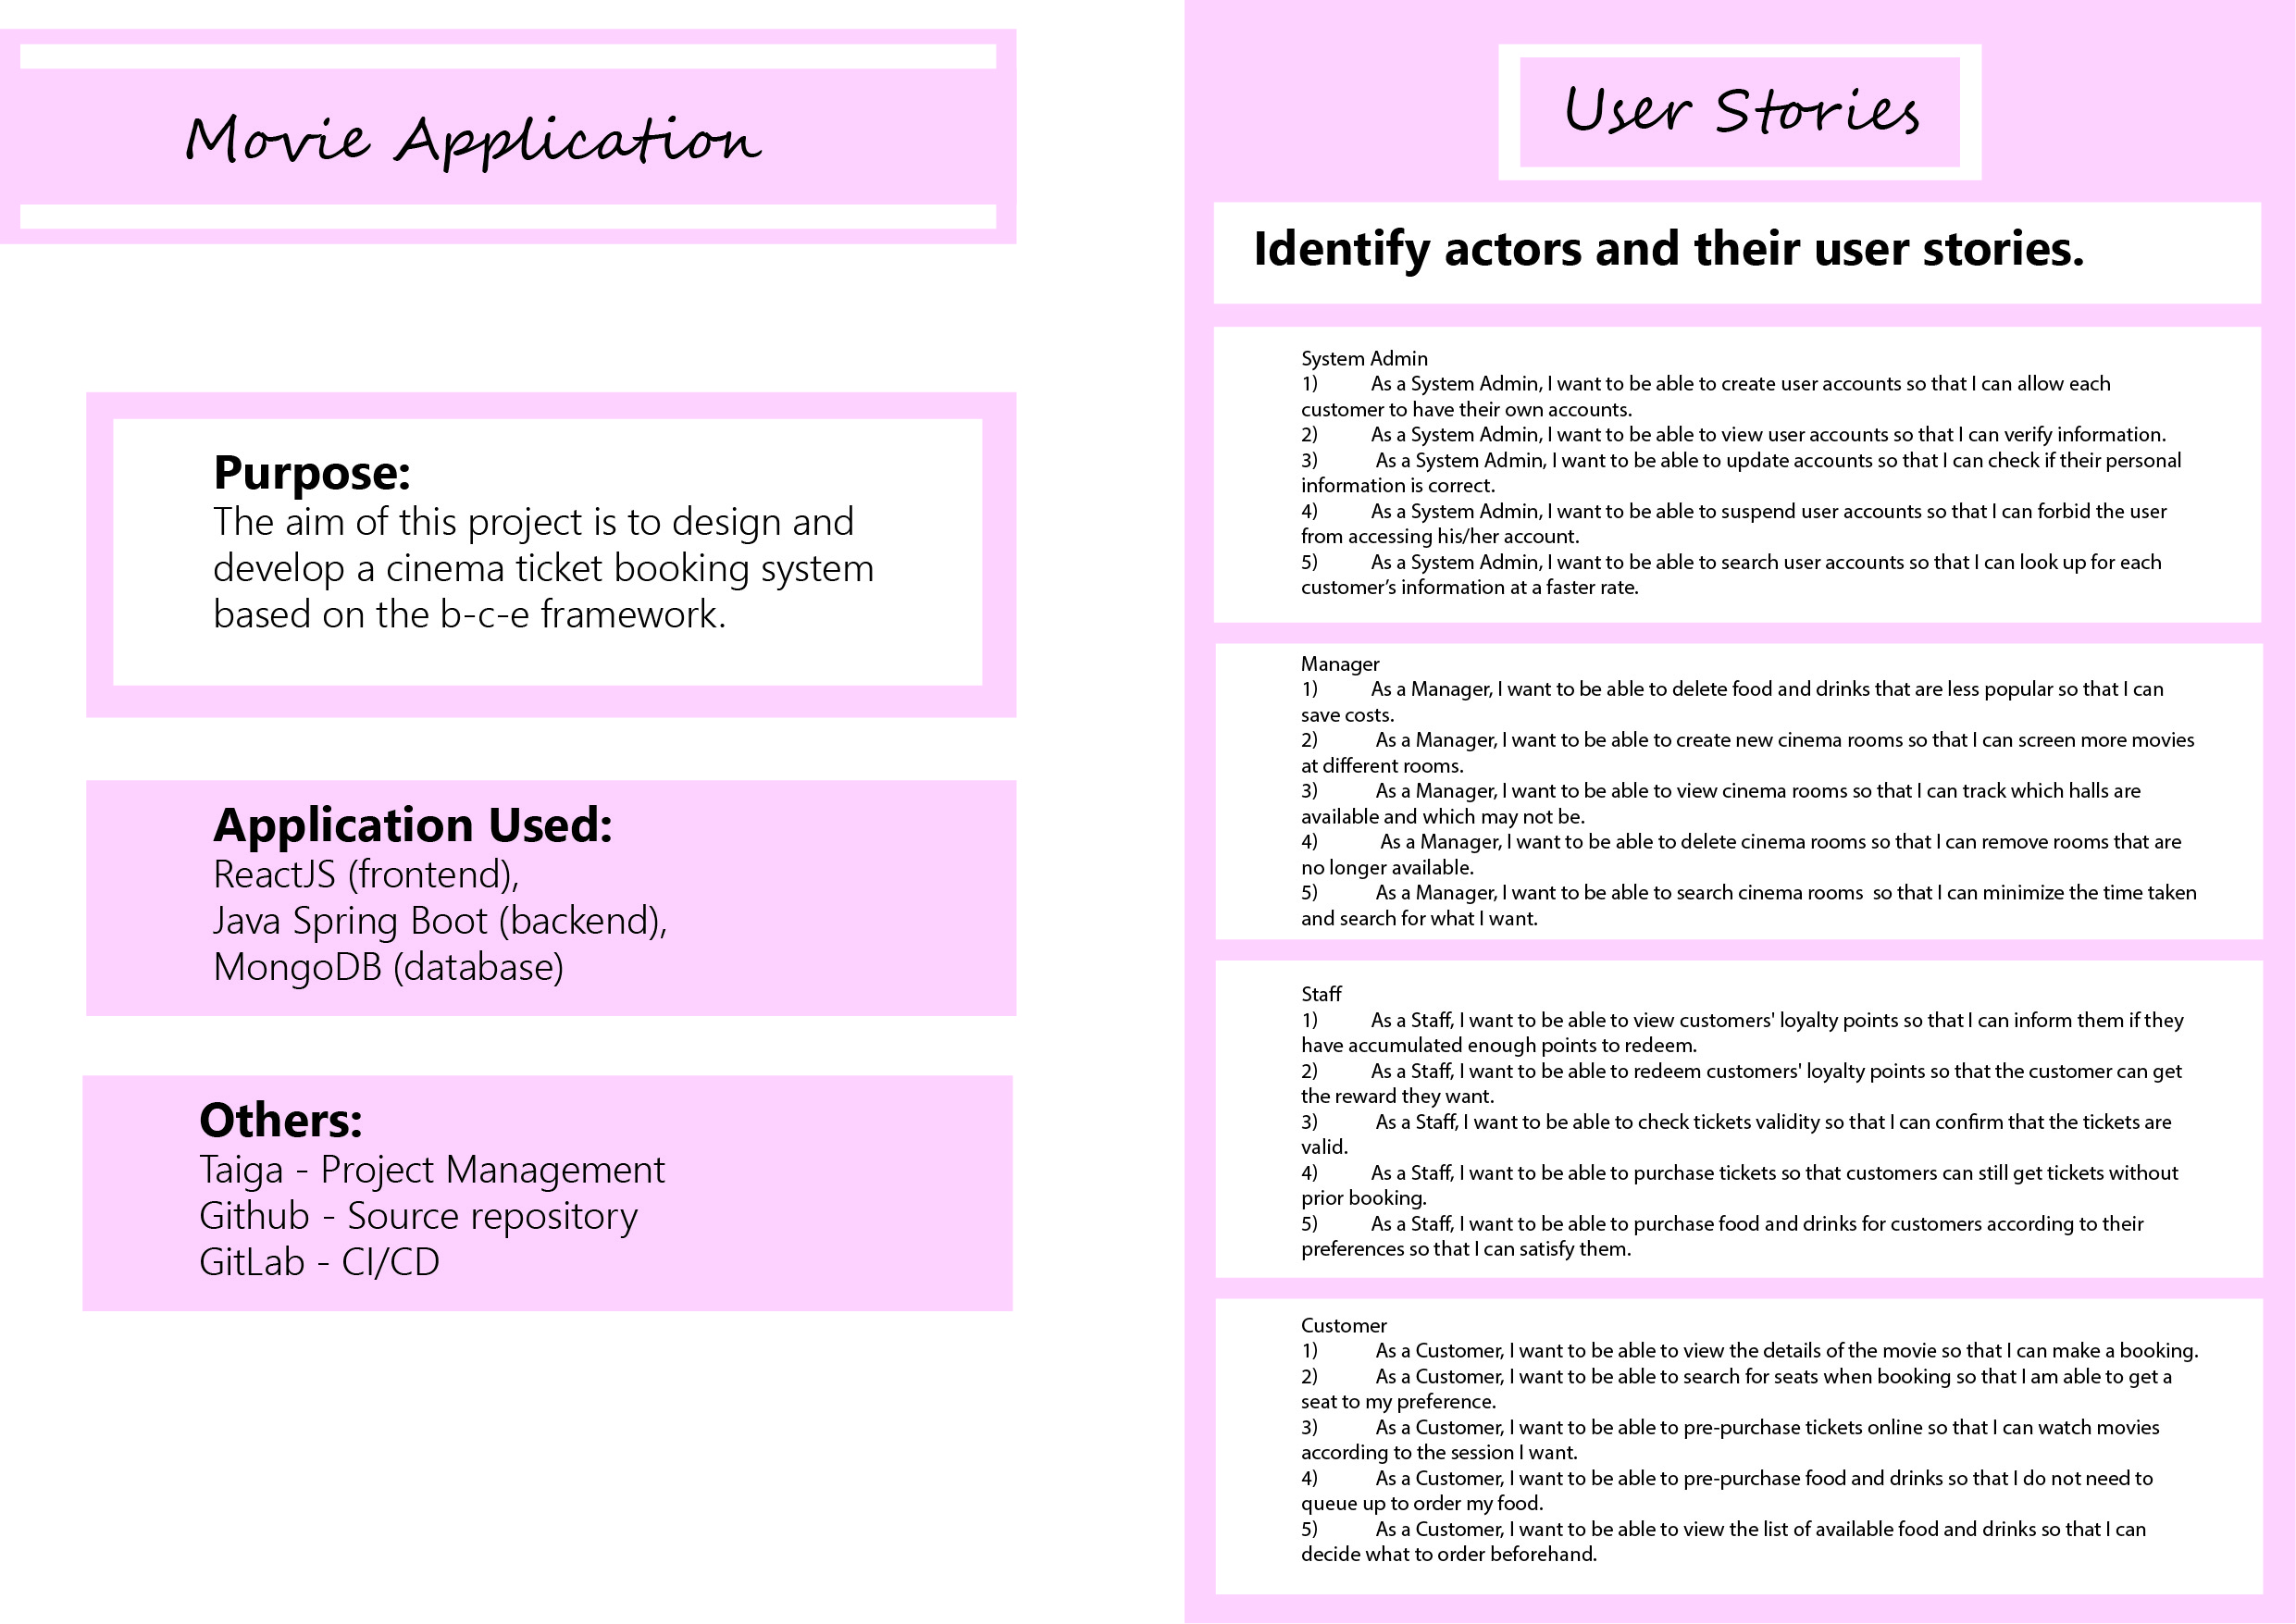 Movie Application
Purpose:
The aim of this project is to design and
develop a cinema ticket booking system
based on the b-c-e framework.
Application Used:
ReactJS (frontend),
Java Spring Boot (backend),
MongoDB (database)
Others:
Taiga - Project Management
Github - Source repository
GitLab - CI/CD
User Stories
Identify actors and their user stories.
System Admin
1) As a System Admin, I want to be able to create user accounts so that I can allow each
customer to have their own accounts.
2) As a System Admin, I want to be able to view user accounts so that I can verify information.
3) As a System Admin, I want to be able to update accounts so that I can check if their personal
information is correct.
4) As a System Admin, I want to be able to suspend user accounts so that I can forbid the user
from accessing his/her account.
5) As a System Admin, I want to be able to search user accounts so that I can look up for each
customer’s information at a faster rate.
Manager
1) As a Manager, I want to be able to delete food and drinks that are less popular so that I can
save costs.
2) As a Manager, I want to be able to create new cinema rooms so that I can screen more movies
at different rooms.
3) As a Manager, I want to be able to view cinema rooms so that I can track which halls are
available and which may not be.
4) As a Manager, I want to be able to delete cinema rooms so that I can remove rooms that are
no longer available.
5) As a Manager, I want to be able to search cinema rooms so that I can minimize the time taken
and search for what I want.
Staff
1) As a Staff, I want to be able to view customers' loyalty points so that I can inform them if they
have accumulated enough points to redeem.
2) As a Staff, I want to be able to redeem customers' loyalty points so that the customer can get
the reward they want.
3) As a Staff, I want to be able to check tickets validity so that I can confirm that the tickets are
valid.
4) As a Staff, I want to be able to purchase tickets so that customers can still get tickets without
prior booking.
5) As a Staff, I want to be able to purchase food and drinks for customers according to their
preferences so that I can satisfy them.
Customer
1) As a Customer, I want to be able to view the details of the movie so that I can make a booking.
2) As a Customer, I want to be able to search for seats when booking so that I am able to get a
seat to my preference.
3) As a Customer, I want to be able to pre-purchase tickets online so that I can watch movies
according to the session I want.
4) As a Customer, I want to be able to pre-purchase food and drinks so that I do not need to
queue up to order my food.
5) As a Customer, I want to be able to view the list of available food and drinks so that I can
decide what to order beforehand.